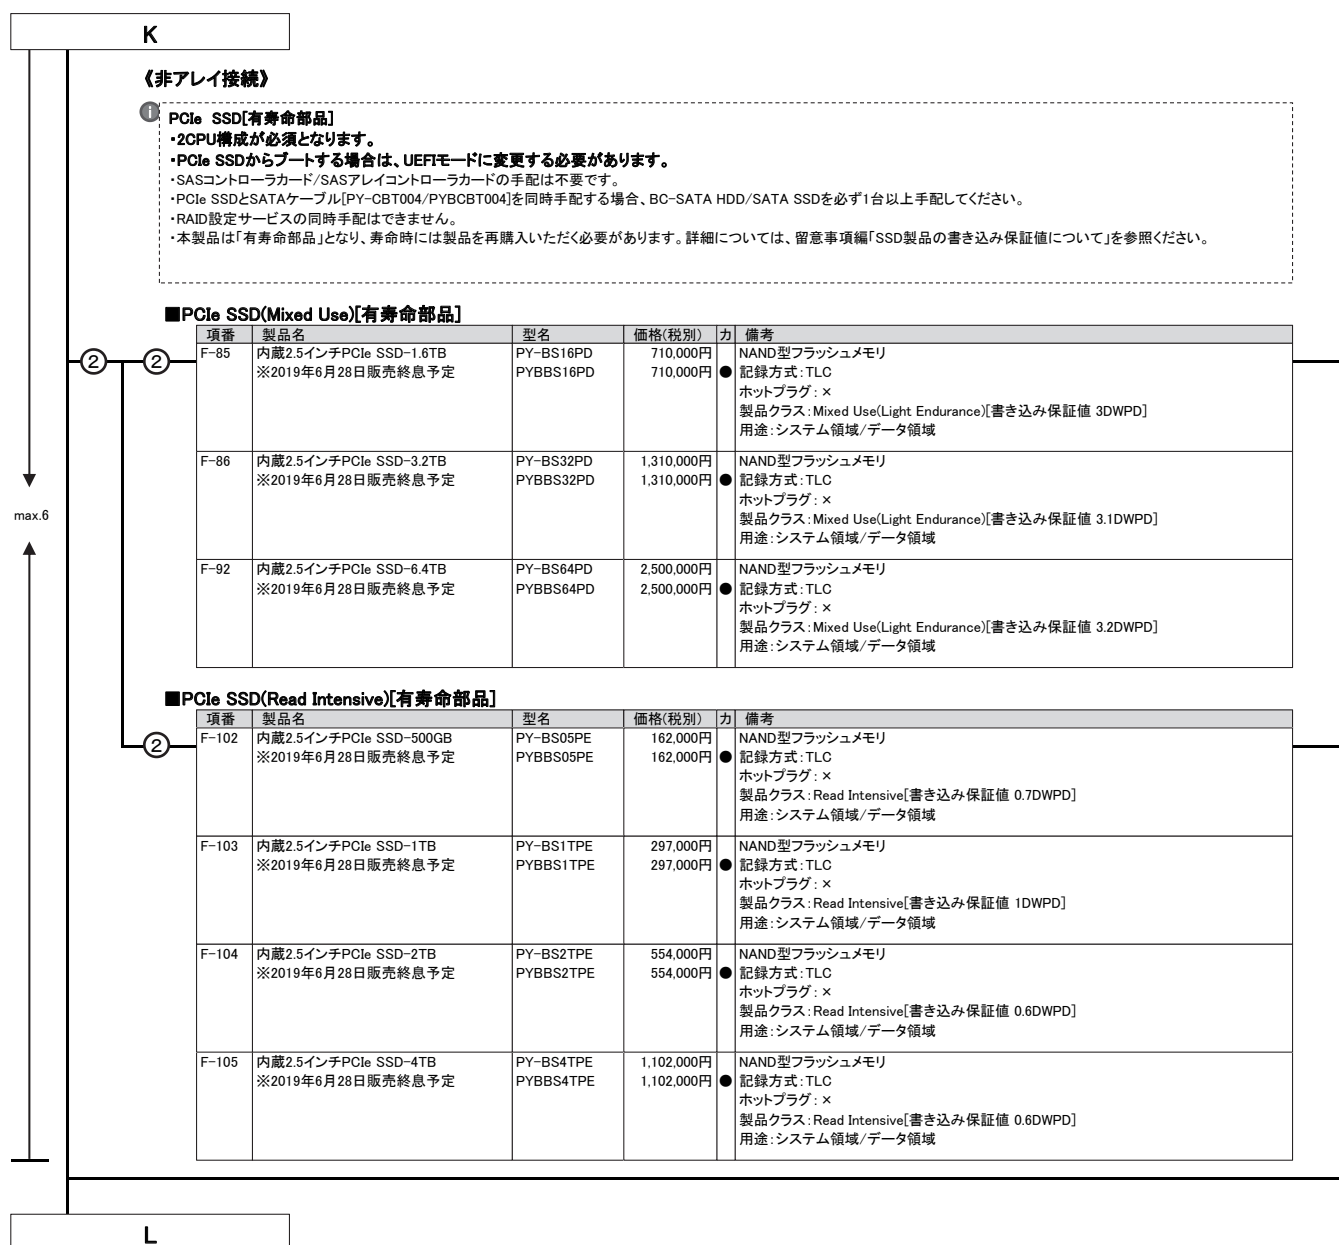 K
《非アレイ接続》
PCIe SSD[有寿命部品]
・2CPU構成が必須となります。
・PCIe SSDからブートする場合は、UEFIモードに変更する必要があります。
・SASコントローラカード/SASアレイコントローラカードの手配は不要です。
・PCIe SSDとSATAケーブル[PY-CBT004/PYBCBT004]を同時手配する場合、BC-SATA HDD/SATA SSDを必ず1台以上手配してください。
・RAID設定サービスの同時手配はできません。
・本製品は「有寿命部品」となり、寿命時には製品を再購入いただく必要があります。詳細については、留意事項編「SSD製品の書き込み保証値について」を参照ください。
■PCIe SSD(Mixed Use)[有寿命部品]
項番 製品名 型名 価格(税別) カ 備考
② ② F-85 内蔵2.5インチPCIe SSD-1.6TB PY-BS16PD 710,000円 NAND型フラッシュメモリ
※2019年6月28日販売終息予定 PYBBS16PD 710,000円 ● 記録方式：TLC
ホットプラグ：×
製品クラス：Mixed Use(Light Endurance)[書き込み保証値 3DWPD]
用途：システム領域/データ領域
F-86 内蔵2.5インチPCIe SSD-3.2TB PY-BS32PD 1,310,000円 NAND型フラッシュメモリ
※2019年6月28日販売終息予定 PYBBS32PD 1,310,000円 ● 記録方式：TLC
ホットプラグ：×
max.6
製品クラス：Mixed Use(Light Endurance)[書き込み保証値 3.1DWPD]
用途：システム領域/データ領域
F-92 内蔵2.5インチPCIe SSD-6.4TB PY-BS64PD 2,500,000円 NAND型フラッシュメモリ
※2019年6月28日販売終息予定 PYBBS64PD 2,500,000円 ● 記録方式：TLC
ホットプラグ：×
製品クラス：Mixed Use(Light Endurance)[書き込み保証値 3.2DWPD]
用途：システム領域/データ領域
■PCIe SSD(Read Intensive)[有寿命部品]
項番 製品名 型名 価格(税別) カ 備考
② F-102 内蔵2.5インチPCIe SSD-500GB PY-BS05PE 162,000円 NAND型フラッシュメモリ
※2019年6月28日販売終息予定 PYBBS05PE 162,000円 ● 記録方式：TLC
ホットプラグ：×
製品クラス：Read Intensive[書き込み保証値 0.7DWPD]
用途：システム領域/データ領域
F-103 内蔵2.5インチPCIe SSD-1TB PY-BS1TPE 297,000円 NAND型フラッシュメモリ
※2019年6月28日販売終息予定 PYBBS1TPE 297,000円 ● 記録方式：TLC
ホットプラグ：×
製品クラス：Read Intensive[書き込み保証値 1DWPD]
用途：システム領域/データ領域
F-104 内蔵2.5インチPCIe SSD-2TB PY-BS2TPE 554,000円 NAND型フラッシュメモリ
※2019年6月28日販売終息予定 PYBBS2TPE 554,000円 ● 記録方式：TLC
ホットプラグ：×
製品クラス：Read Intensive[書き込み保証値 0.6DWPD]
用途：システム領域/データ領域
F-105 内蔵2.5インチPCIe SSD-4TB PY-BS4TPE 1,102,000円 NAND型フラッシュメモリ
※2019年6月28日販売終息予定 PYBBS4TPE 1,102,000円 ● 記録方式：TLC
ホットプラグ：×
製品クラス：Read Intensive[書き込み保証値 0.6DWPD]
用途：システム領域/データ領域
L